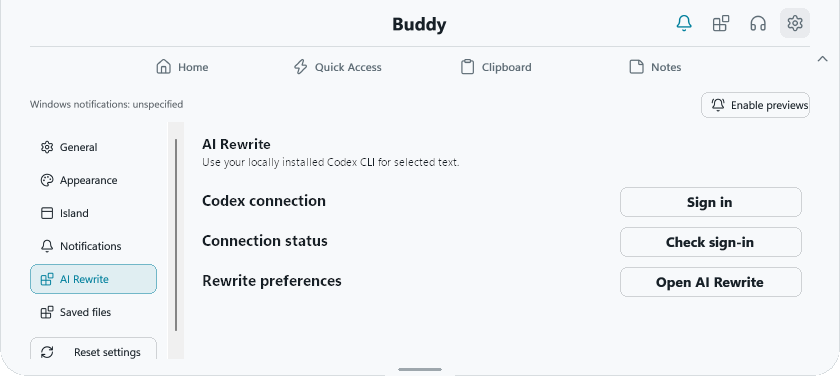 Buddy
Home
Quick Access
Clipboard
Notes
Windows notifications: unspecified
Enable previews
General
Appearance
Island
Notifications
AI Rewrite
Saved files
Reset settings
AI Rewrite
Use your locally installed Codex CLI for selected text.
Codex connection
Sign in
Connection status
Check sign-in
Rewrite preferences
Open AI Rewrite